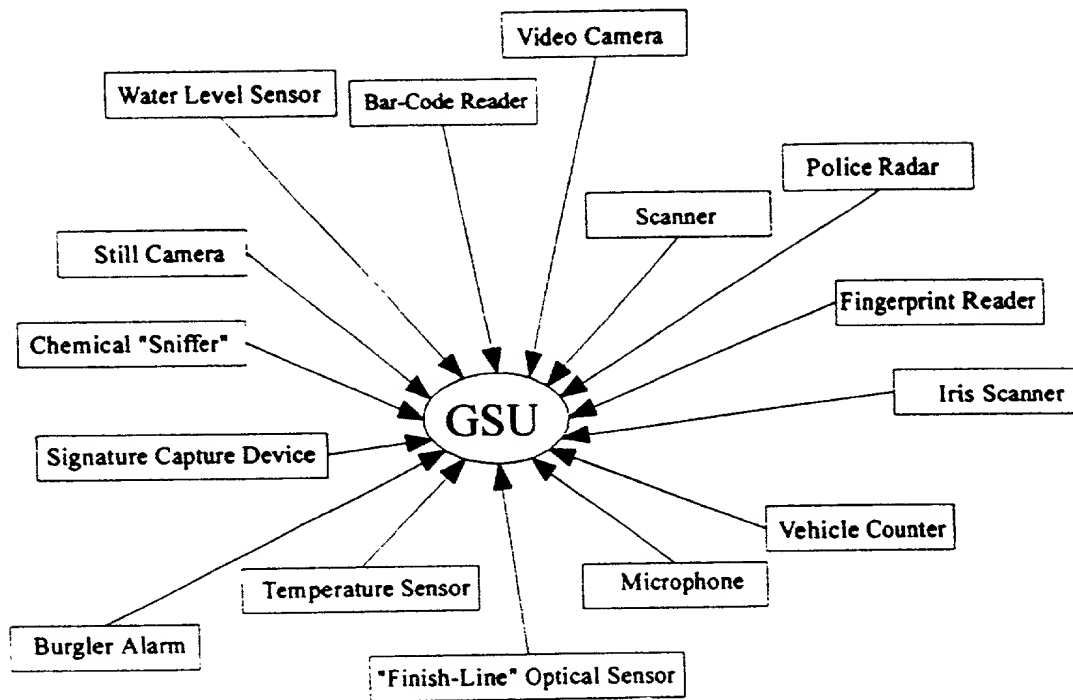 Video Camera
Water Level Sensor
Bar-Code Reader
Police Radar
Scanner
Still Camera
Fingerprint Reader
Chemical "Sniffer"
Iris Scanner
GSU
Signature Capture Device
Vehicle Counter
Temperature Sensor
Microphone
Burgler Alarm
"Finish-Line" Optical Sensor